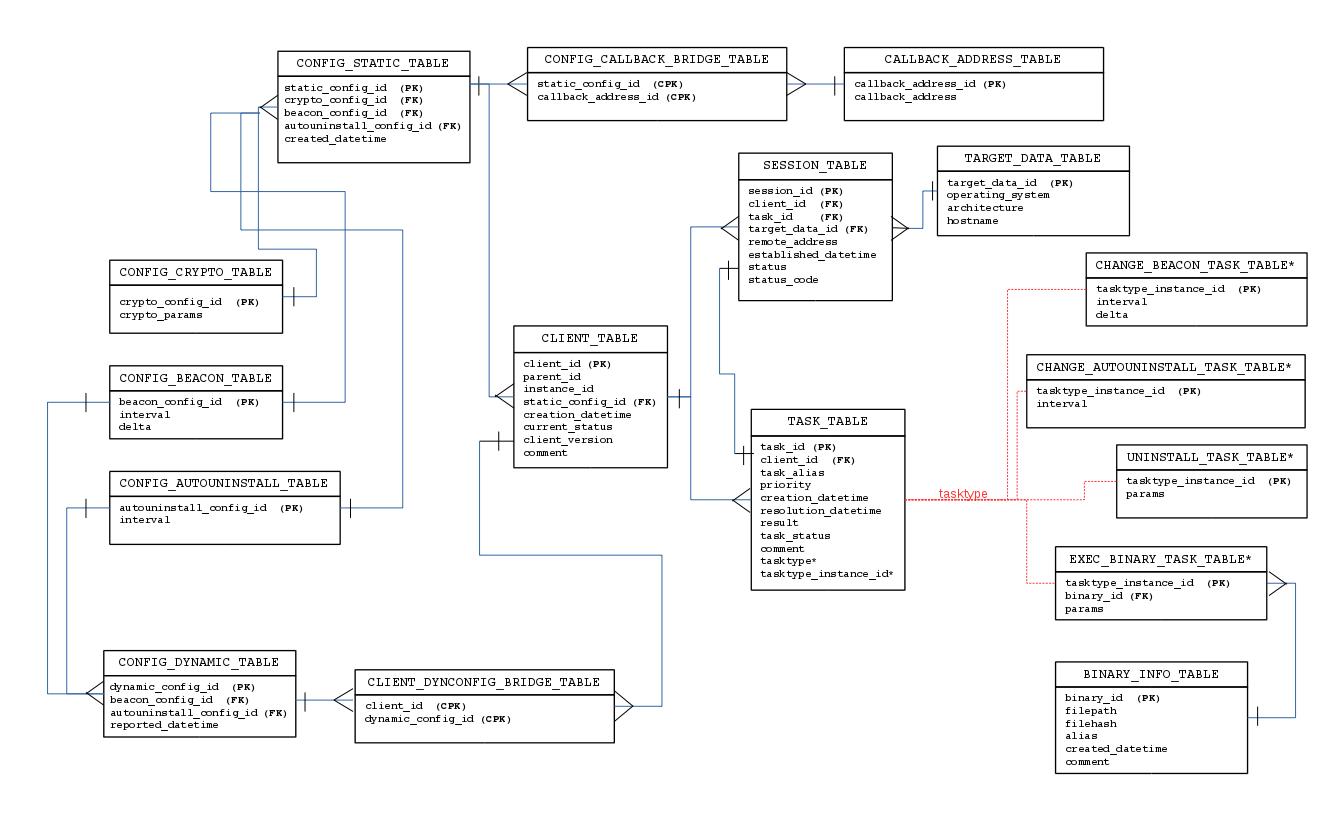 CONFIG_STATIC_TABLE
static_config_id (PK)
crypto_config_id (FK)
beacon_config_id (FK)
autouninstall_config_id (FK)
created_datetime
CONFIG_CALLBACK_BRIDGE_TABLE
static_config_id (CPK)
callback_address_id (CPK)
CALLBACK_ADDRESS_TABLE
callback_address_id (PK)
callback_address
SESSION_TABLE
session_id (PK)
client_id (FK)
task_id (FK)
target_data_id (FK)
remote_address
established_datetime
status
status_code
TARGET_DATA_TABLE
target_data_id (PK)
operating_system
architecture
hostname
CONFIG_CRYPTO_TABLE
crypto_config_id (PK)
crypto_params
CHANGE_BEACON_TASK_TABLE*
tasktype_instance_id (PK)
interval
delta
CLIENT_TABLE
client_id (PK)
parent_id
instance_id
static_config_id (FK)
creation_datetime
current_status
client_version
comment
CHANGE_AUTOUNINSTALL_TASK_TABLE*
tasktype_instance_id (PK)
interval
CONFIG_BEACON_TABLE
beacon_config_id (PK)
interval
delta
TASK_TABLE
task_id (PK)
client_id (FK)
task_alias
priority
creation_datetime
resolution_datetime
result
task_status
comment
tasktype*
tasktype_instance_id*
tasktype
UNINSTALL_TASK_TABLE*
tasktype_instance_id (PK)
params
CONFIG_AUTOUNINSTALL_TABLE
autouninstall_config_id (PK)
interval
EXEC_BINARY_TASK_TABLE*
tasktype_instance_id (PK)
binary_id (FK)
params
CONFIG_DYNAMIC_TABLE
dynamic_config_id (PK)
beacon_config_id (FK)
autouninstall_config_id (FK)
reported_datetime
CLIENT_DYNCONFIG_BRIDGE_TABLE
client_id (CPK)
dynamic_config_id (CPK)
BINARY_INFO_TABLE
binary_id (PK)
filepath
filehash
alias
created_datetime
comment